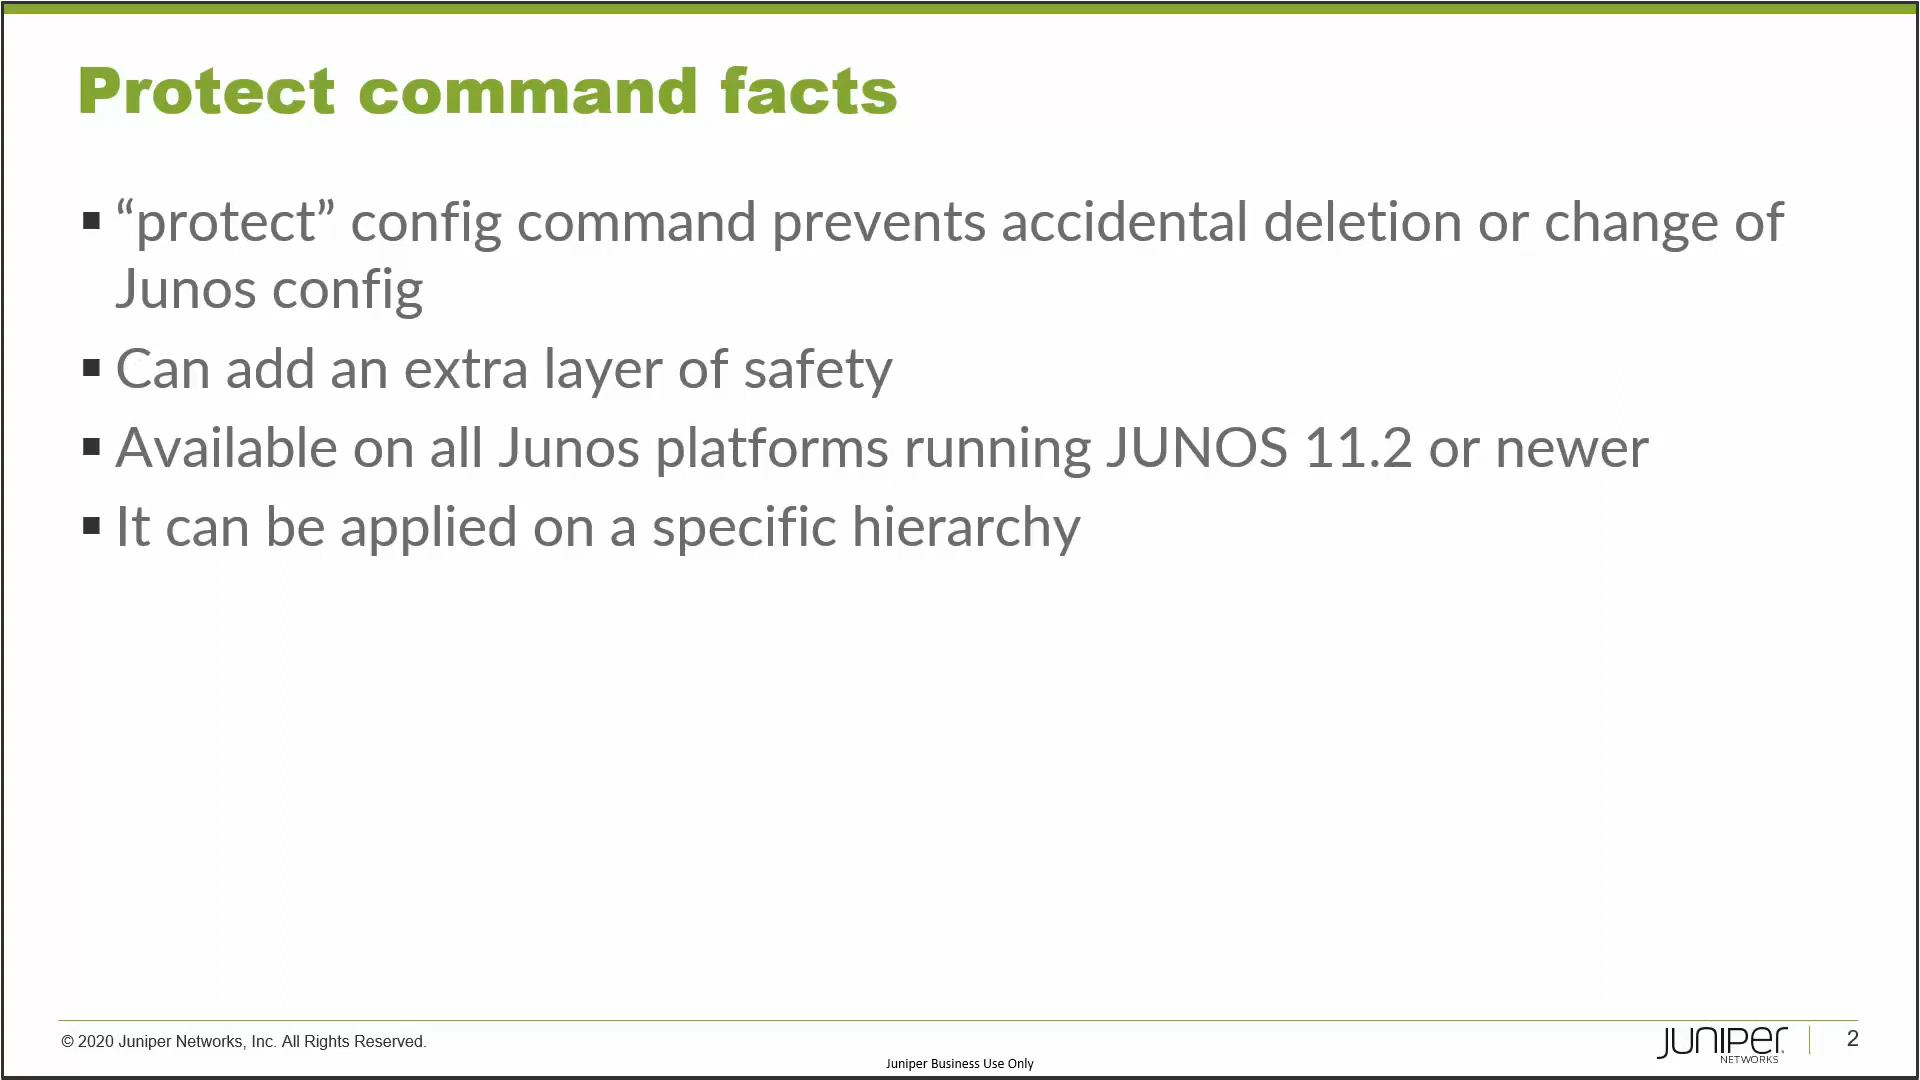 Protect command facts
▪ “protect” config command prevents accidental deletion or change of
Junos config
▪ Can add an extra layer of safety
▪ Available on all Junos platforms running JUNOS 11.2 or newer
▪ It can be applied on a specific hierarchy
© 2020 Juniper Networks, Inc. All Rights Reserved.
Juniper Business Use Only
JUNIPEr
NETWORKS
2